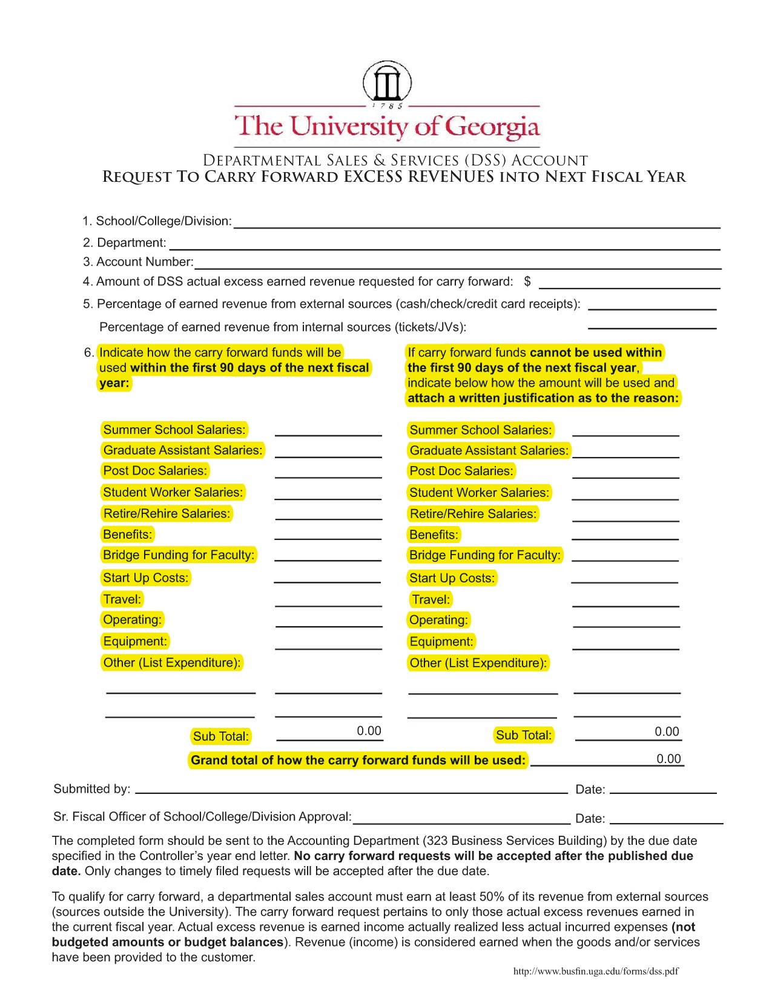 1785
The University of Georgia
Departmental Sales & Services (DSS) Account
Request To Carry Forward EXCESS REVENUES into Next Fiscal Year
1. School/College/Division:
2. Department:
3. Account Number:
4. Amount of DSS actual excess earned revenue requested for carry forward: $
5. Percentage of earned revenue from external sources (cash/check/credit card receipts):
Percentage of earned revenue from internal sources (tickets/JVs):
6. Indicate how the carry forward funds will be
used within the first 90 days of the next fiscal
year:
If carry forward funds cannot be used within
the first 90 days of the next fiscal year,
indicate below how the amount will be used and
attach a written justification as to the reason:
Summer School Salaries:
Graduate Assistant Salaries:
Post Doc Salaries:
Student Worker Salaries:
Retire/Rehire Salaries:
Benefits:
Bridge Funding for Faculty:
Start Up Costs:
Travel:
Operating:
Equipment:
Other (List Expenditure):
Sub Total: 0.00
Summer School Salaries:
Graduate Assistant Salaries:
Post Doc Salaries:
Student Worker Salaries:
Retire/Rehire Salaries:
Benefits:
Bridge Funding for Faculty:
Start Up Costs:
Travel:
Operating:
Equipment:
Other (List Expenditure):
Sub Total: 0.00
Grand total of how the carry forward funds will be used: 0.00
Submitted by: Date:
Sr. Fiscal Officer of School/College/Division Approval: Date:
The completed form should be sent to the Accounting Department (323 Business Services Building) by the due date
specified in the Controller's year end letter. No carry forward requests will be accepted after the published due
date. Only changes to timely filed requests will be accepted after the due date.
To qualify for carry forward, a departmental sales account must earn at least 50% of its revenue from external sources
(sources outside the University). The carry forward request pertains to only those actual excess revenues earned in
the current fiscal year. Actual excess revenue is earned income actually realized less actual incurred expenses (not
budgeted amounts or budget balances). Revenue (income) is considered earned when the goods and/or services
have been provided to the customer.
http://www.busfin.uga.edu/forms/dss.pdf